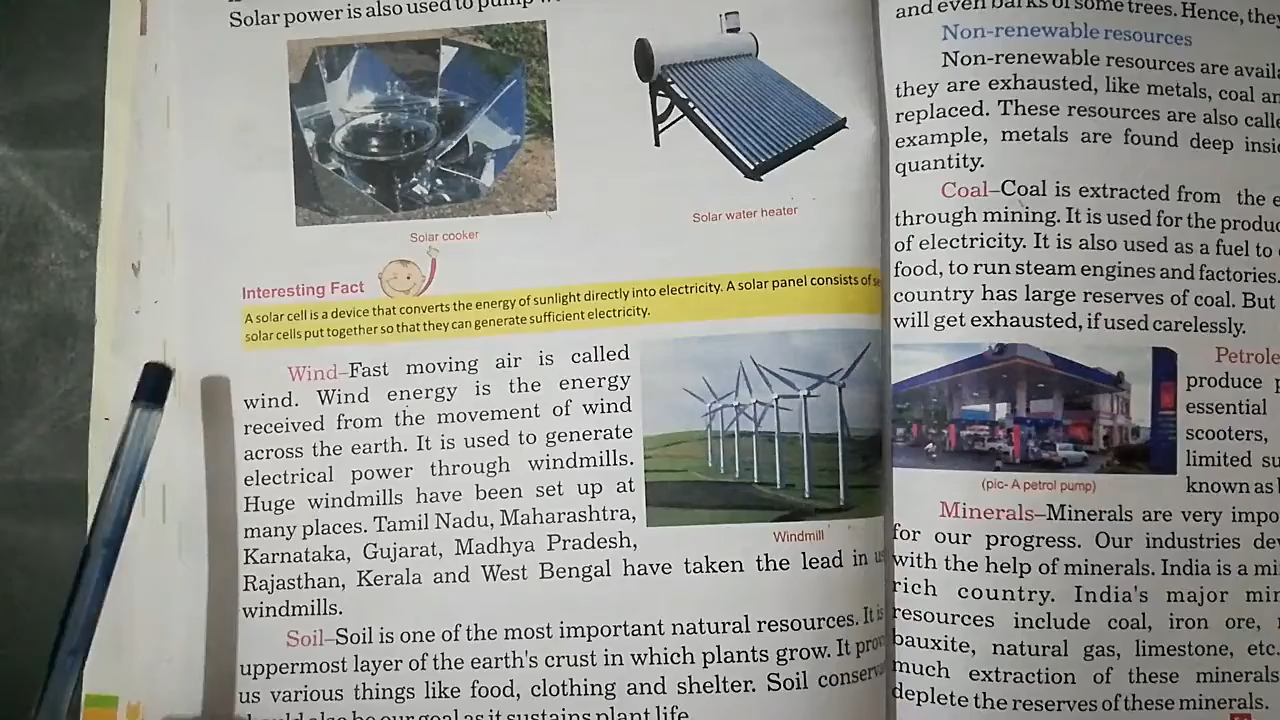 Solar power is also used to pump
Solar cooker
Solar water heater
Interesting Fact
A solar cell is a device that converts the energy of sunlight directly into electricity. A solar panel consists of
solar cells put together so that they can generate sufficient electricity.
Wind–Fast moving air is called
wind. Wind energy is the energy
received from the movement of wind
across the earth. It is used to generate
electrical power through windmills.
Huge windmills have been set up at
many places. Tamil Nadu, Maharashtra,
Karnataka, Gujarat, Madhya Pradesh,
Rajasthan, Kerala and West Bengal have taken the lead in
windmills.
Windmill
Soil–Soil is one of the most important natural resources. It is
uppermost layer of the earth's crust in which plants grow. It
us various things like food, clothing and shelter. Soil
it sustains plant life
and even barks of some trees. Hence, they
Non-renewable resources
Non-renewable resources are
they are exhausted, like metals, coal
replaced. These resources are also
example, metals are found deep
quantity.
Coal–Coal is extracted from the
through mining. It is used for the
of electricity. It is also used as a fuel to
food, to run steam engines and factories.
country has large reserves of coal. But
will get exhausted, if used carelessly.
(pic- A petrol pump)
produce
essential
scooters,
limited
known as
Minerals–Minerals are very
for our progress. Our industries
with the help of minerals. India is a
rich country. India's major
resources include coal, iron ore,
bauxite, natural gas, limestone, etc.
much extraction of these minerals
deplete the reserves of these minerals.